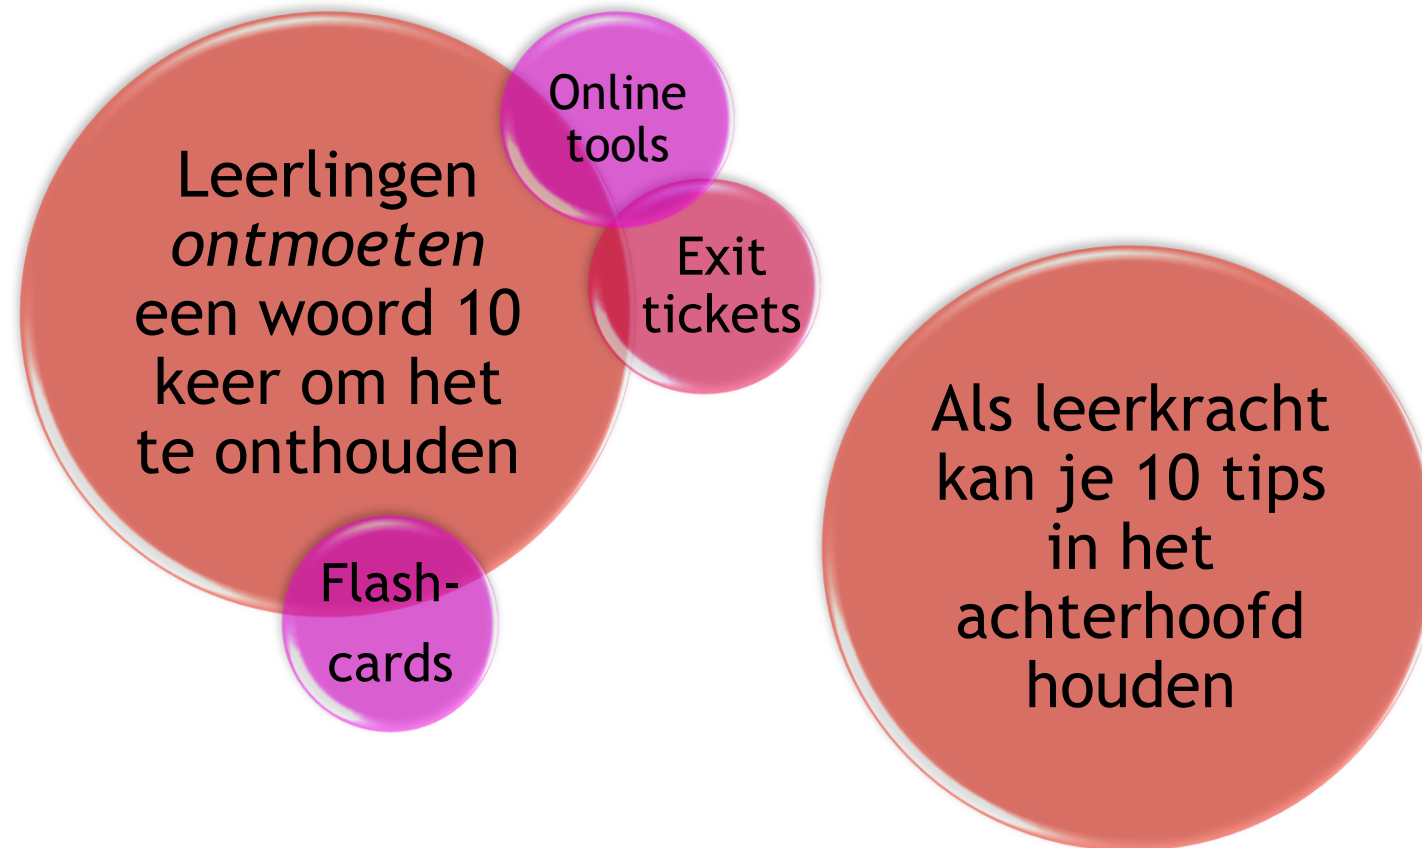 Leerlingen
ontmoeten
een woord 10
keer om het
te onthouden
Online
tools
Exit
tickets
Flash-
cards
Als leerkracht
kan je 10 tips
in het
achterhoofd
houden